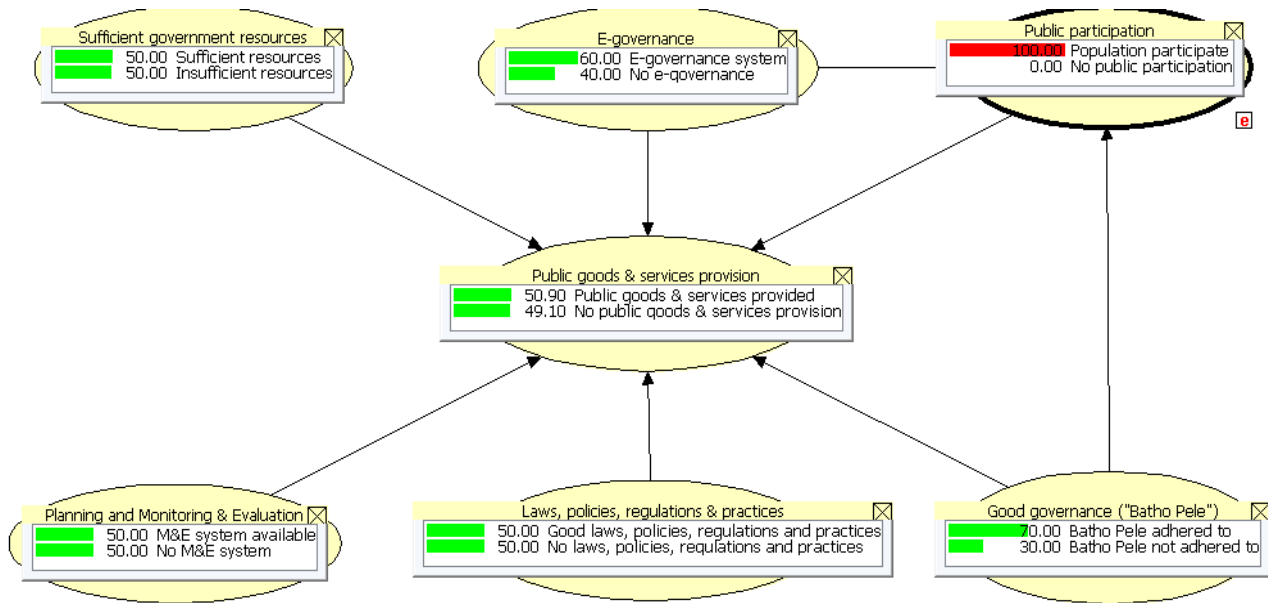 Sufficient government resources
50.00 Sufficient resources
50.00 Insufficient resources
E-governance
60.00 E-governance system
40.00 No e-governance
Public participation
100.00 Population participate
0.00 No public participation
e
Public goods & services provision
50.90 Public goods & services provided
49.10 No public goods & services provision
Planning and Monitoring & Evaluation
50.00 M&E system available
50.00 No M&E system
Laws, policies, regulations & practices
50.00 Good laws, policies, regulations and practices
50.00 No laws, policies, regulations and practices
Good governance ("Batho Pele")
70.00 Batho Pele adhered to
30.00 Batho Pele not adhered to